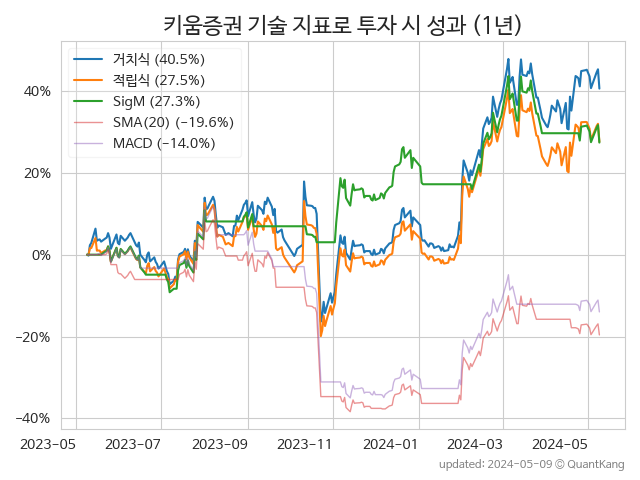 키움증권 기술 지표로 투자 시 성과 (1년)
거치식 (40.5%)
적립식 (27.5%)
SigM (27.3%)
SMA(20) (−19.6%)
MACD (−14.0%)
40%
20%
0%
−20%
−40%
2023-05 2023-07 2023-09 2023-11 2024-01 2024-03 2024-05
updated: 2024-05-09 © QuantKang